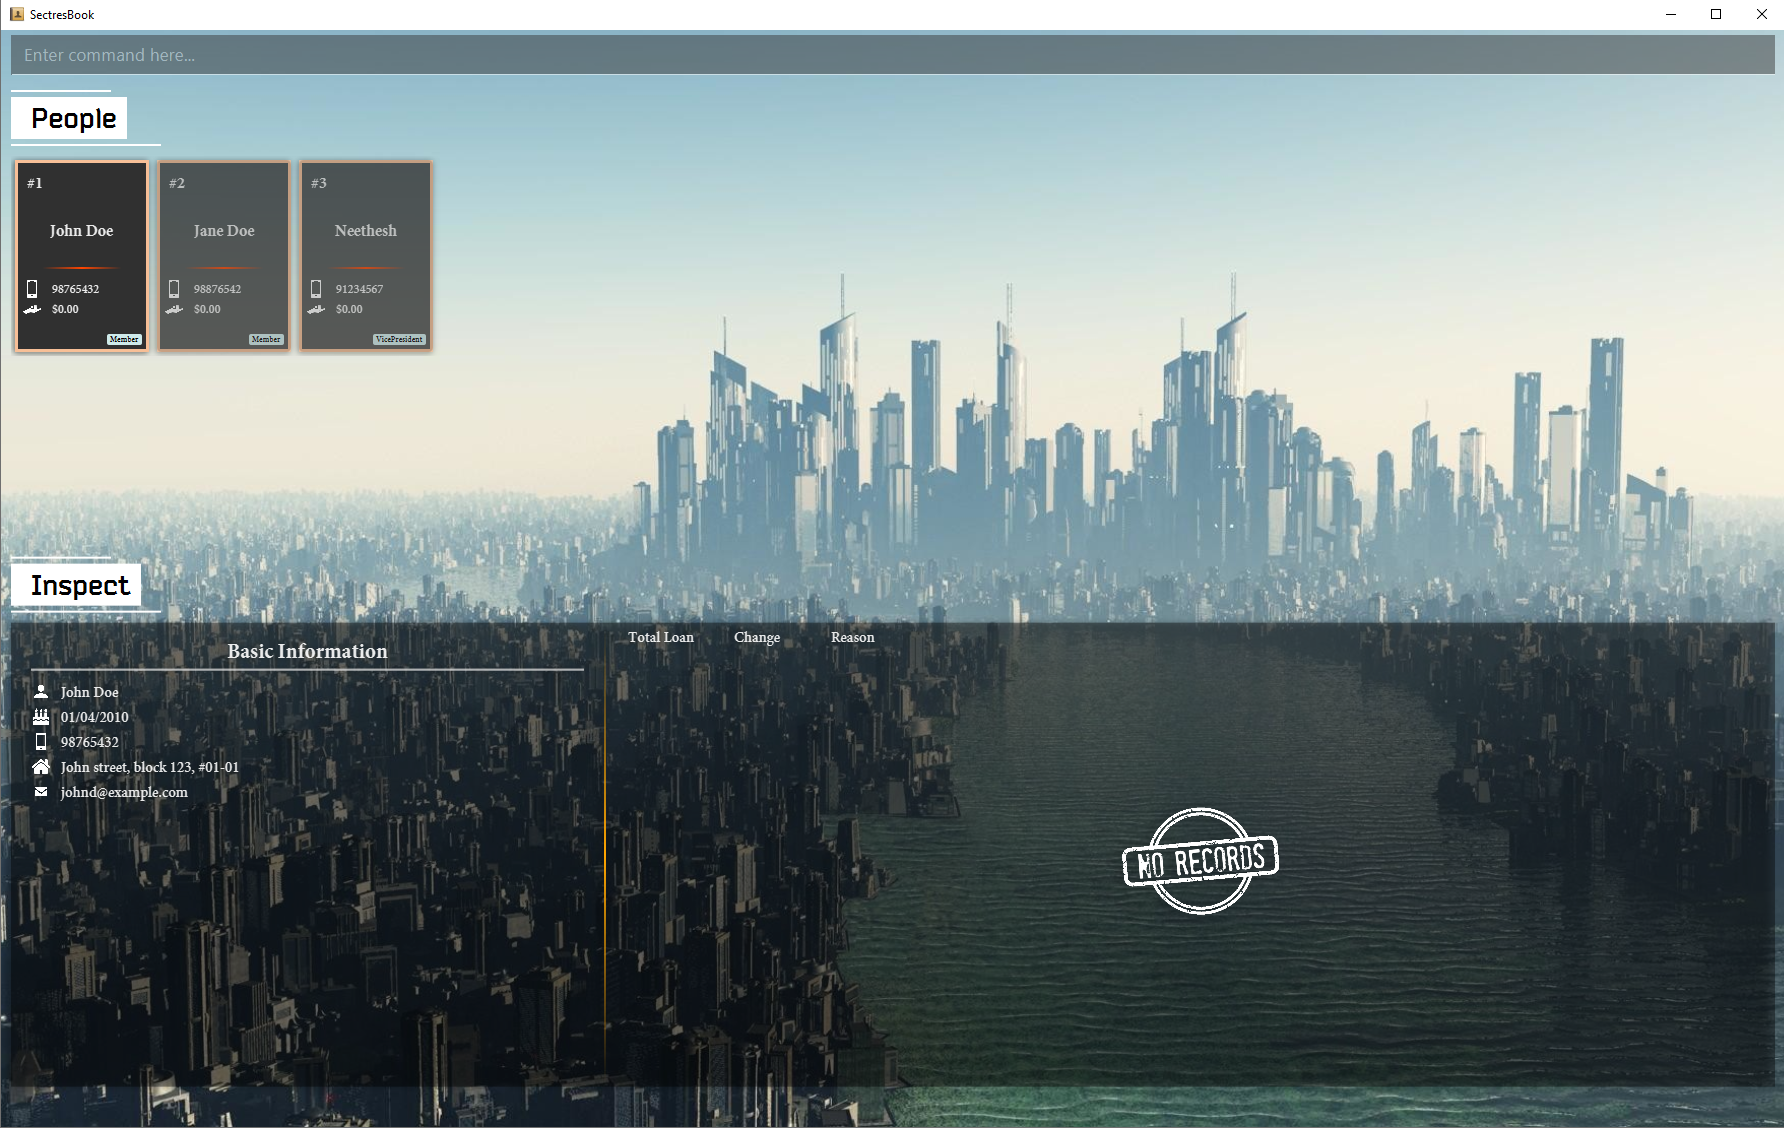 SectresBook
Enter command here...
People
#1
John Doe
98765432
$0.00
Member
#2
Jane Doe
98876542
$0.00
Member
#3
Neethesh
91234567
$0.00
VicePresident
Inspect
Basic Information
John Doe
01/04/2010
98765432
John street, block 123, #01-01
johnd@example.com
Total Loan Change Reason
NO RECORDS